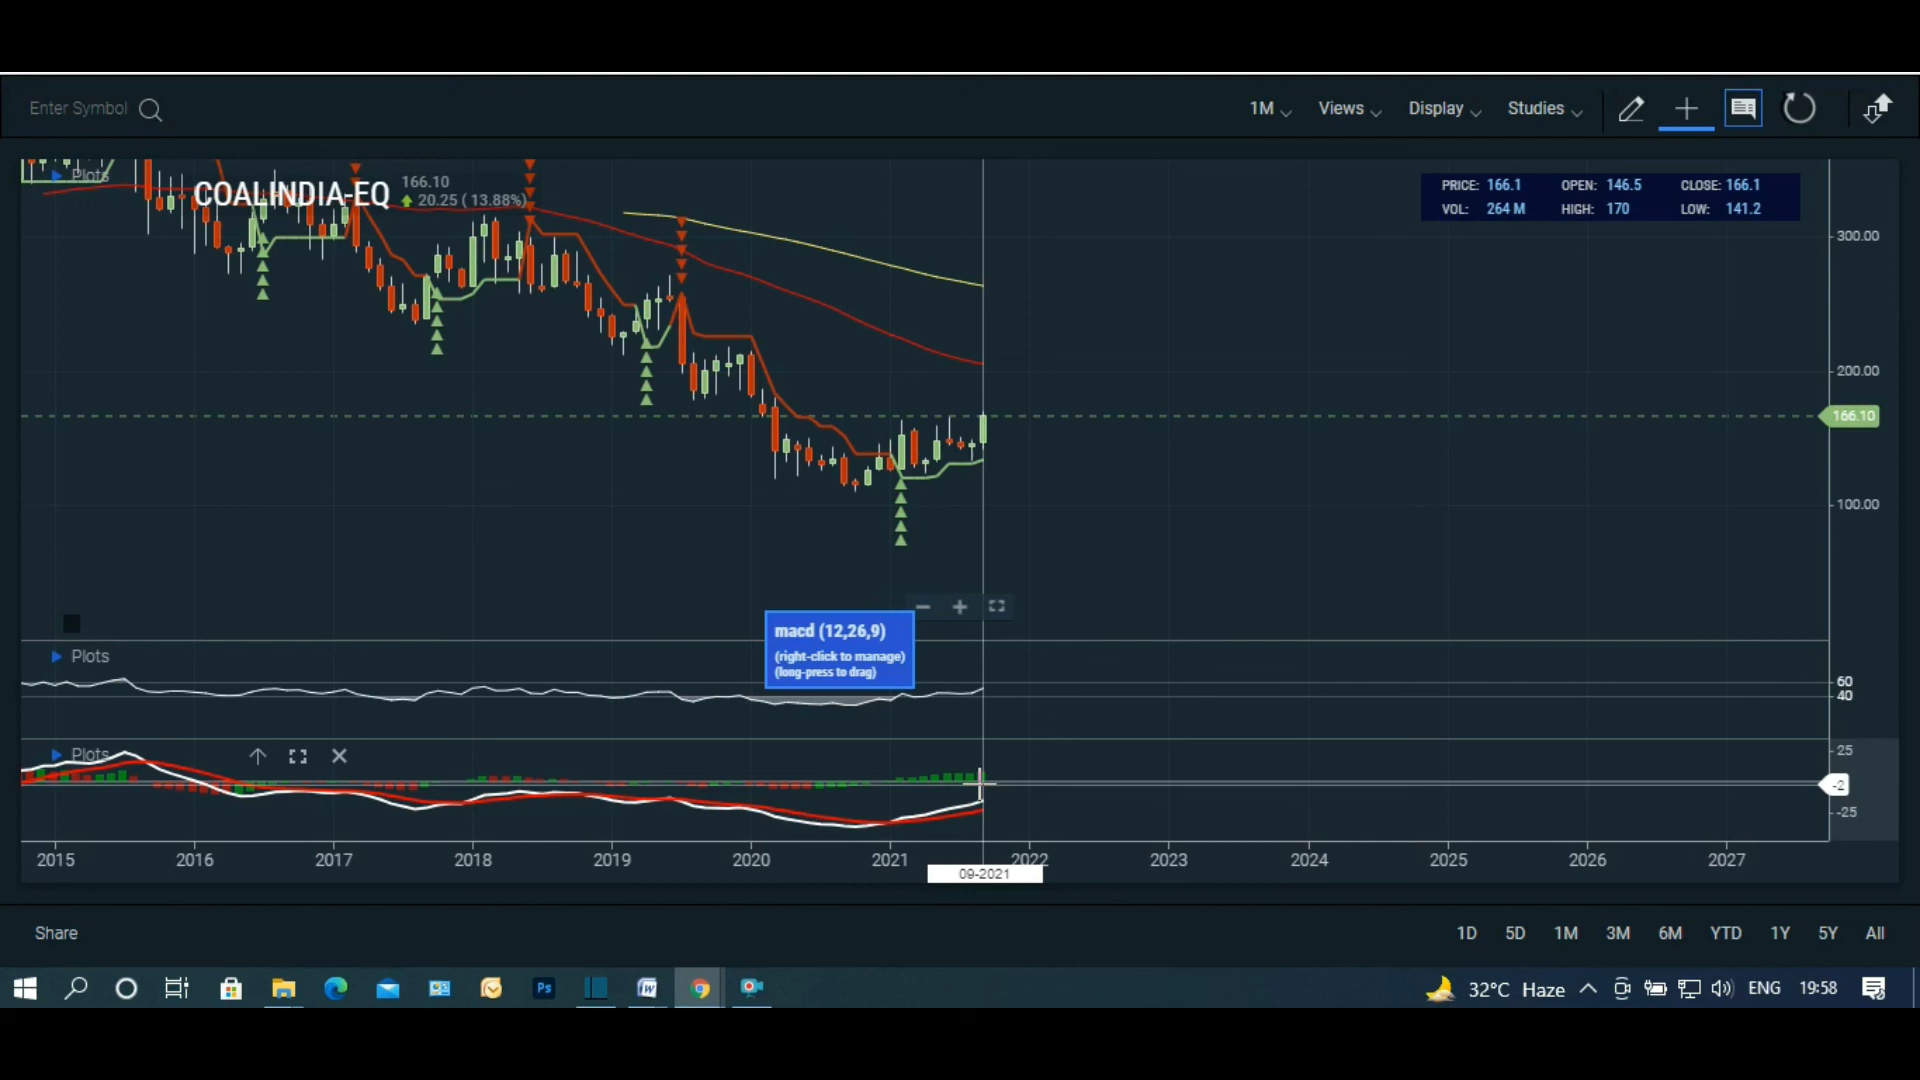 Enter Symbol
1M Views Display Studies
Plots
COALINDIA-EQ
166.10
20.25 ( 13.88%)
PRICE: 166.1 OPEN: 146.5 CLOSE: 166.1
VOL: 264 M HIGH: 170 LOW: 141.2
300.00
200.00
166.10
100.00
macd (12,26,9)
(right-click to manage)
(long-press to drag)
Plots
60
40
Plots
25
-2
-25
2015 2016 2017 2018 2019 2020 2021 2022 2023 2024 2025 2026 2027
09-2021
Share
1D 5D 1M 3M 6M YTD 1Y 5Y All
Ps
W
32°C Haze
ENG
19:58